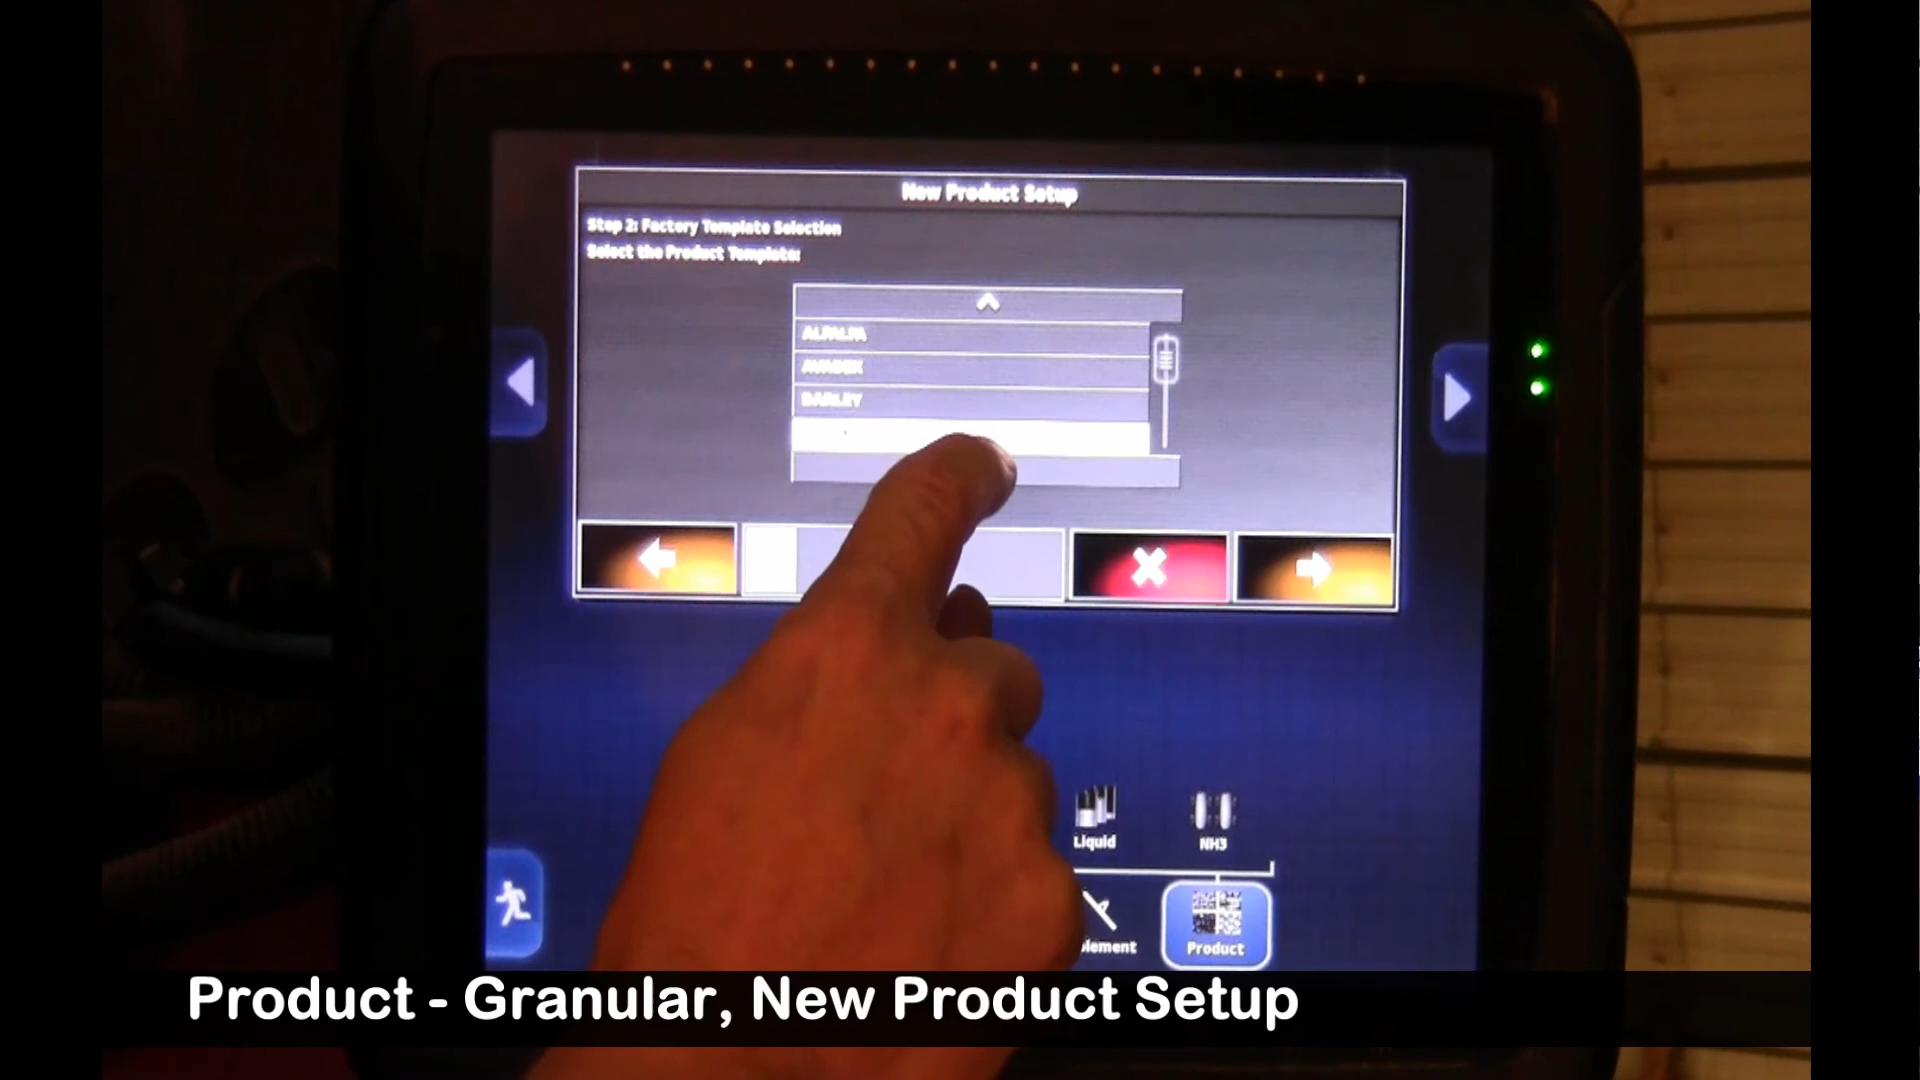 New Product Setup
Step 2: Factory Template Selection
Select the Product Template:
ALFALFA
AVADEX
BARLEY
Liquid
NH3
lement
Product
Product - Granular, New Product Setup